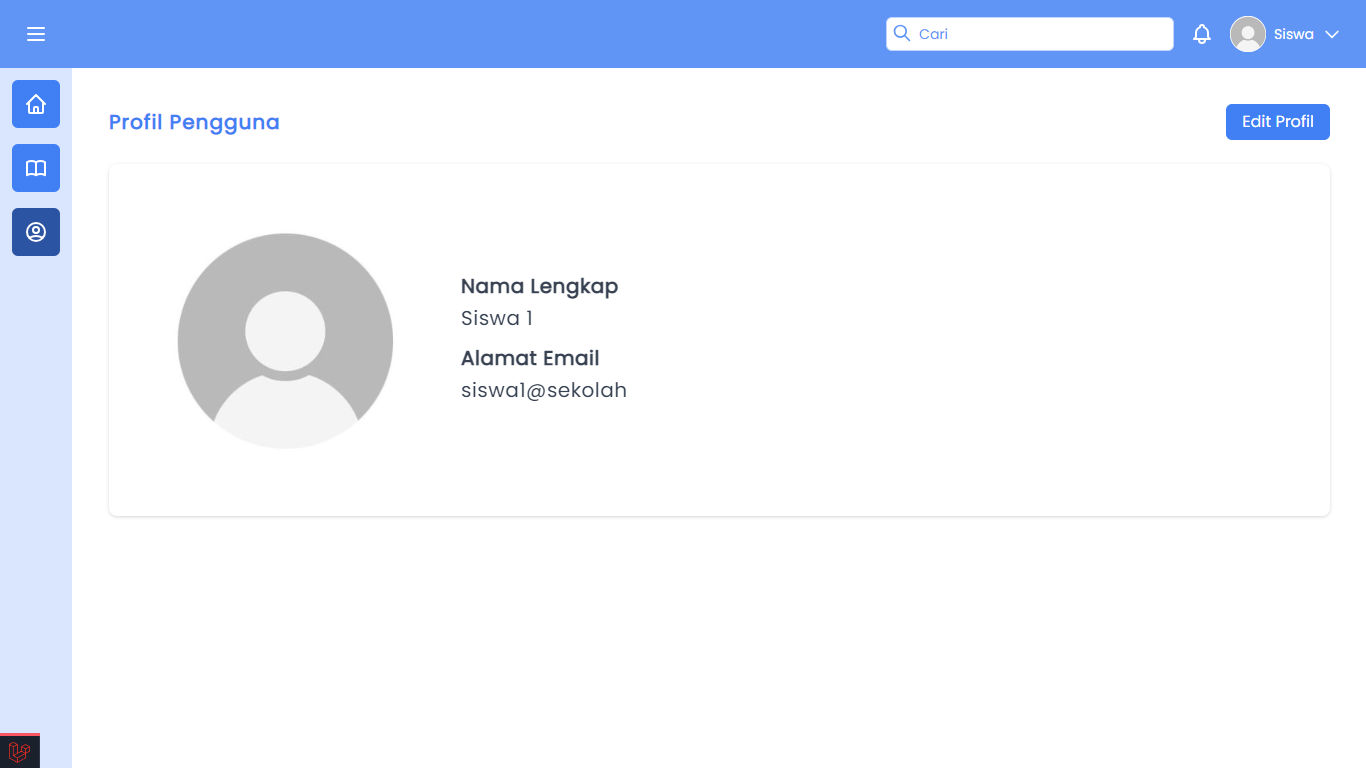 Cari
Siswa
Profil Pengguna
Edit Profil
Nama Lengkap
Siswa 1
Alamat Email
siswa1@sekolah